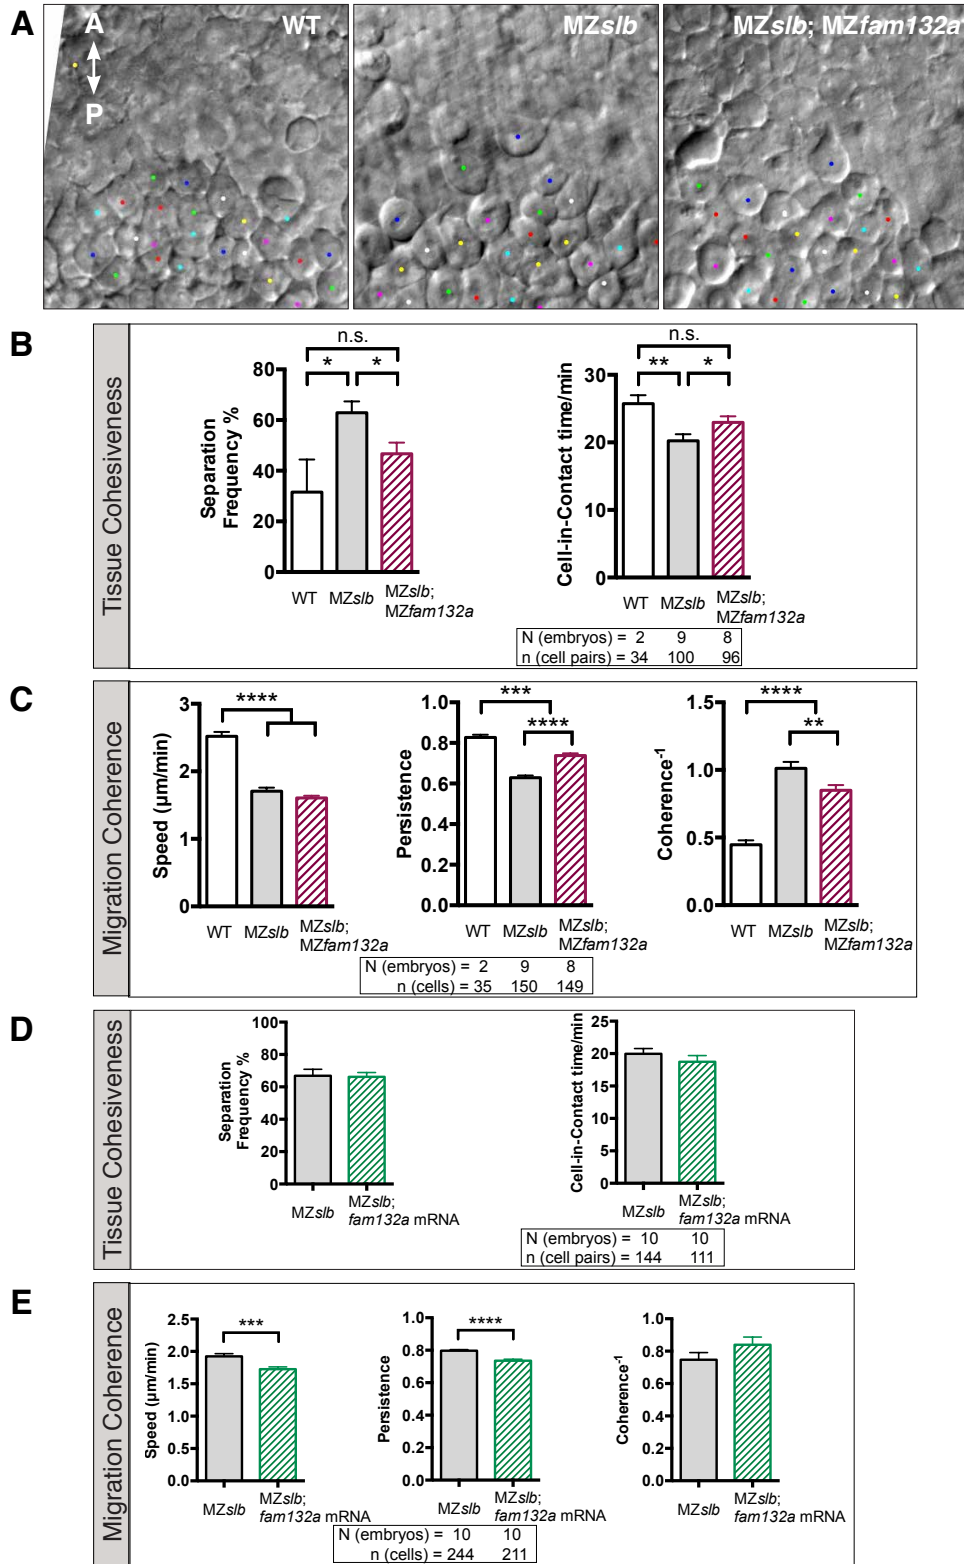 A
A
P
WT
MZslb
MZslb; MZfam132a
B
Tissue Cohesiveness
n.s.
* *
80
60
40
20
0
Separation
Frequency %
WT
MZslb
MZslb;
MZfam132a
n.s.
** *
30
20
10
0
Cell-in-Contact time/min
WT
MZslb
MZslb;
MZfam132a
N (embryos) = 2 9 8
n (cell pairs) = 34 100 96
C
Migration Coherence
****
3
2
1
0
Speed (µm/min)
WT
MZslb
MZslb;
MZfam132a
***
****
1.0
0.8
0.6
0.4
0.2
0.0
Persistence
WT
MZslb
MZslb;
MZfam132a
****
**
1.5
1.0
0.5
0.0
Coherence⁻¹
WT
MZslb
MZslb;
MZfam132a
N (embryos) = 2 9 8
n (cells) = 35 150 149
D
Tissue Cohesiveness
100
80
60
40
20
0
Separation
Frequency %
MZslb
MZslb;
fam132a mRNA
25
20
15
10
5
0
Cell-in-Contact time/min
MZslb
MZslb;
fam132a mRNA
N (embryos) = 10 10
n (cell pairs) = 144 111
E
Migration Coherence
***
2.5
2.0
1.5
1.0
0.5
0.0
Speed (µm/min)
MZslb
MZslb;
fam132a mRNA
****
1.0
0.8
0.6
0.4
0.2
0.0
Persistence
MZslb
MZslb;
fam132a mRNA
1.0
0.8
0.6
0.4
0.2
0.0
Coherence⁻¹
MZslb
MZslb;
fam132a mRNA
N (embryos) = 10 10
n (cells) = 244 211